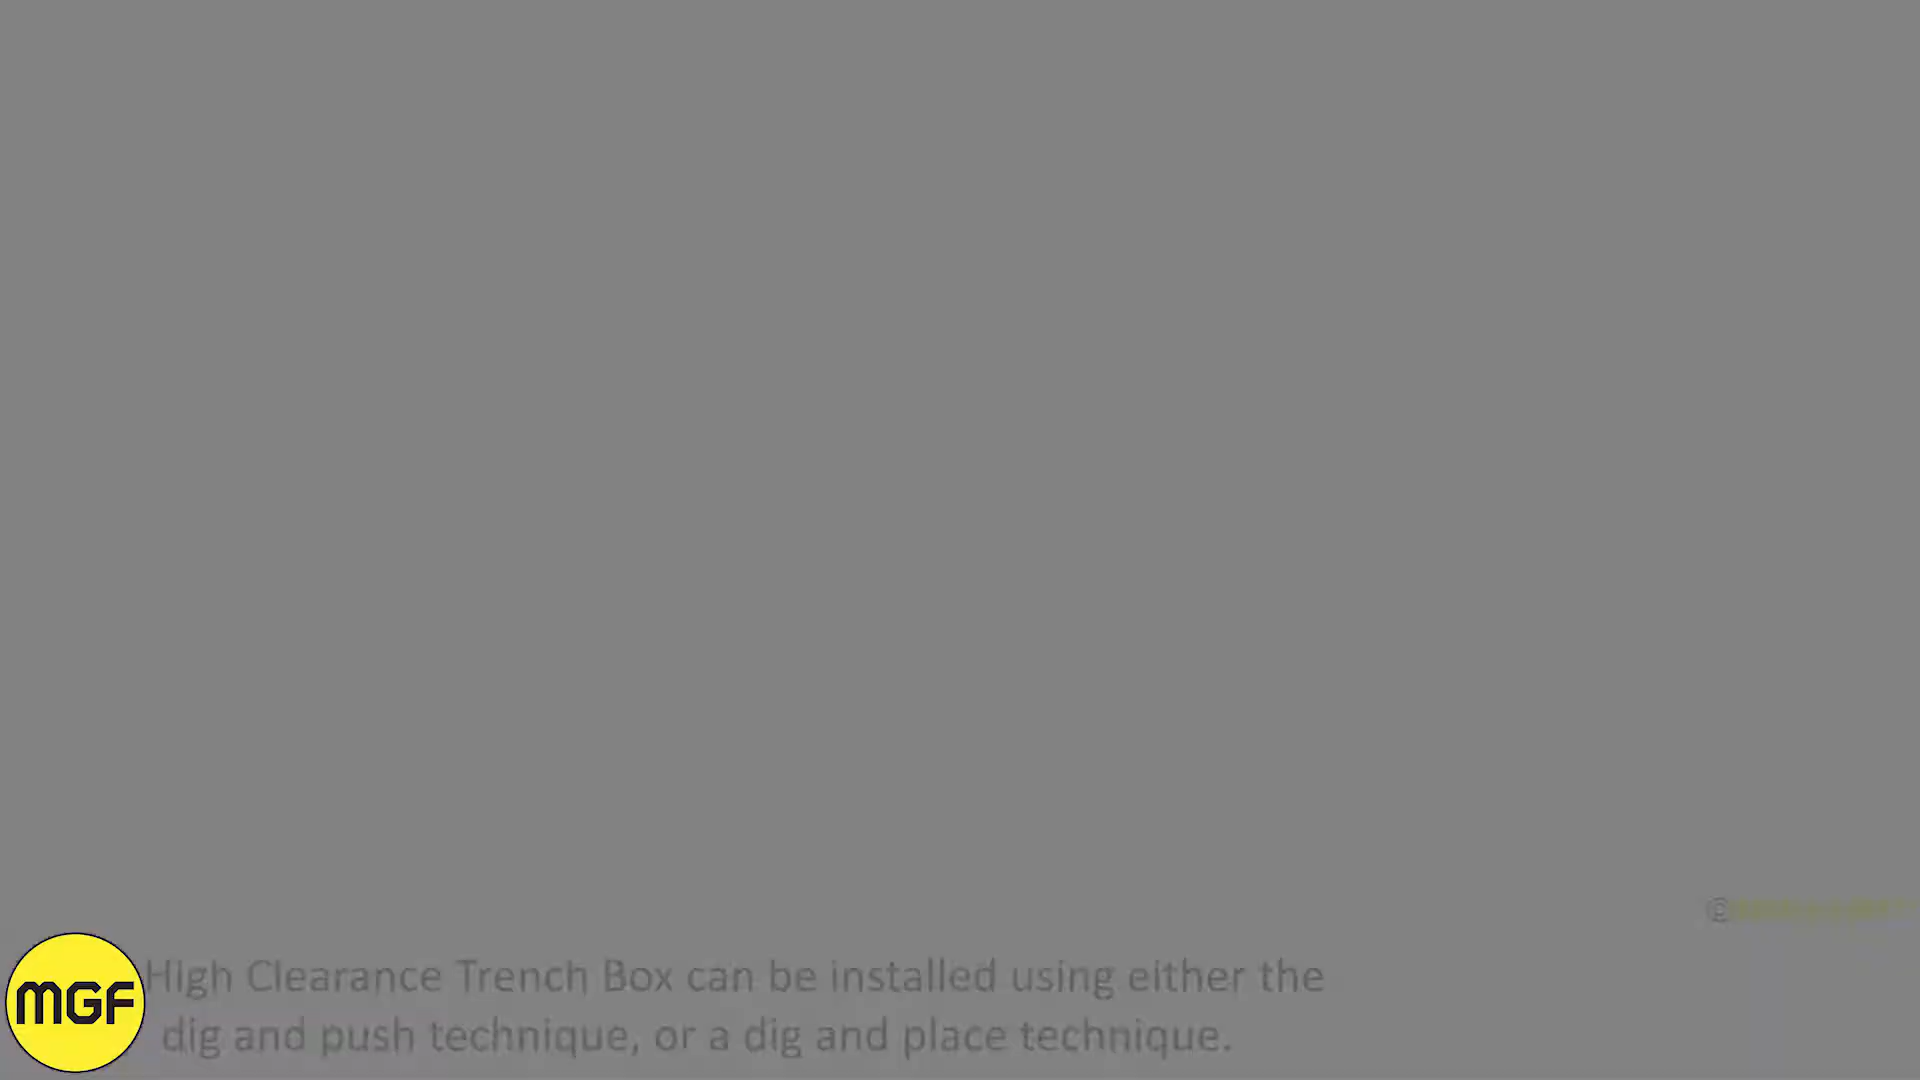 ©
MGF
High Clearance Trench Box can be installed using either the
dig and push technique, or a dig and place technique.